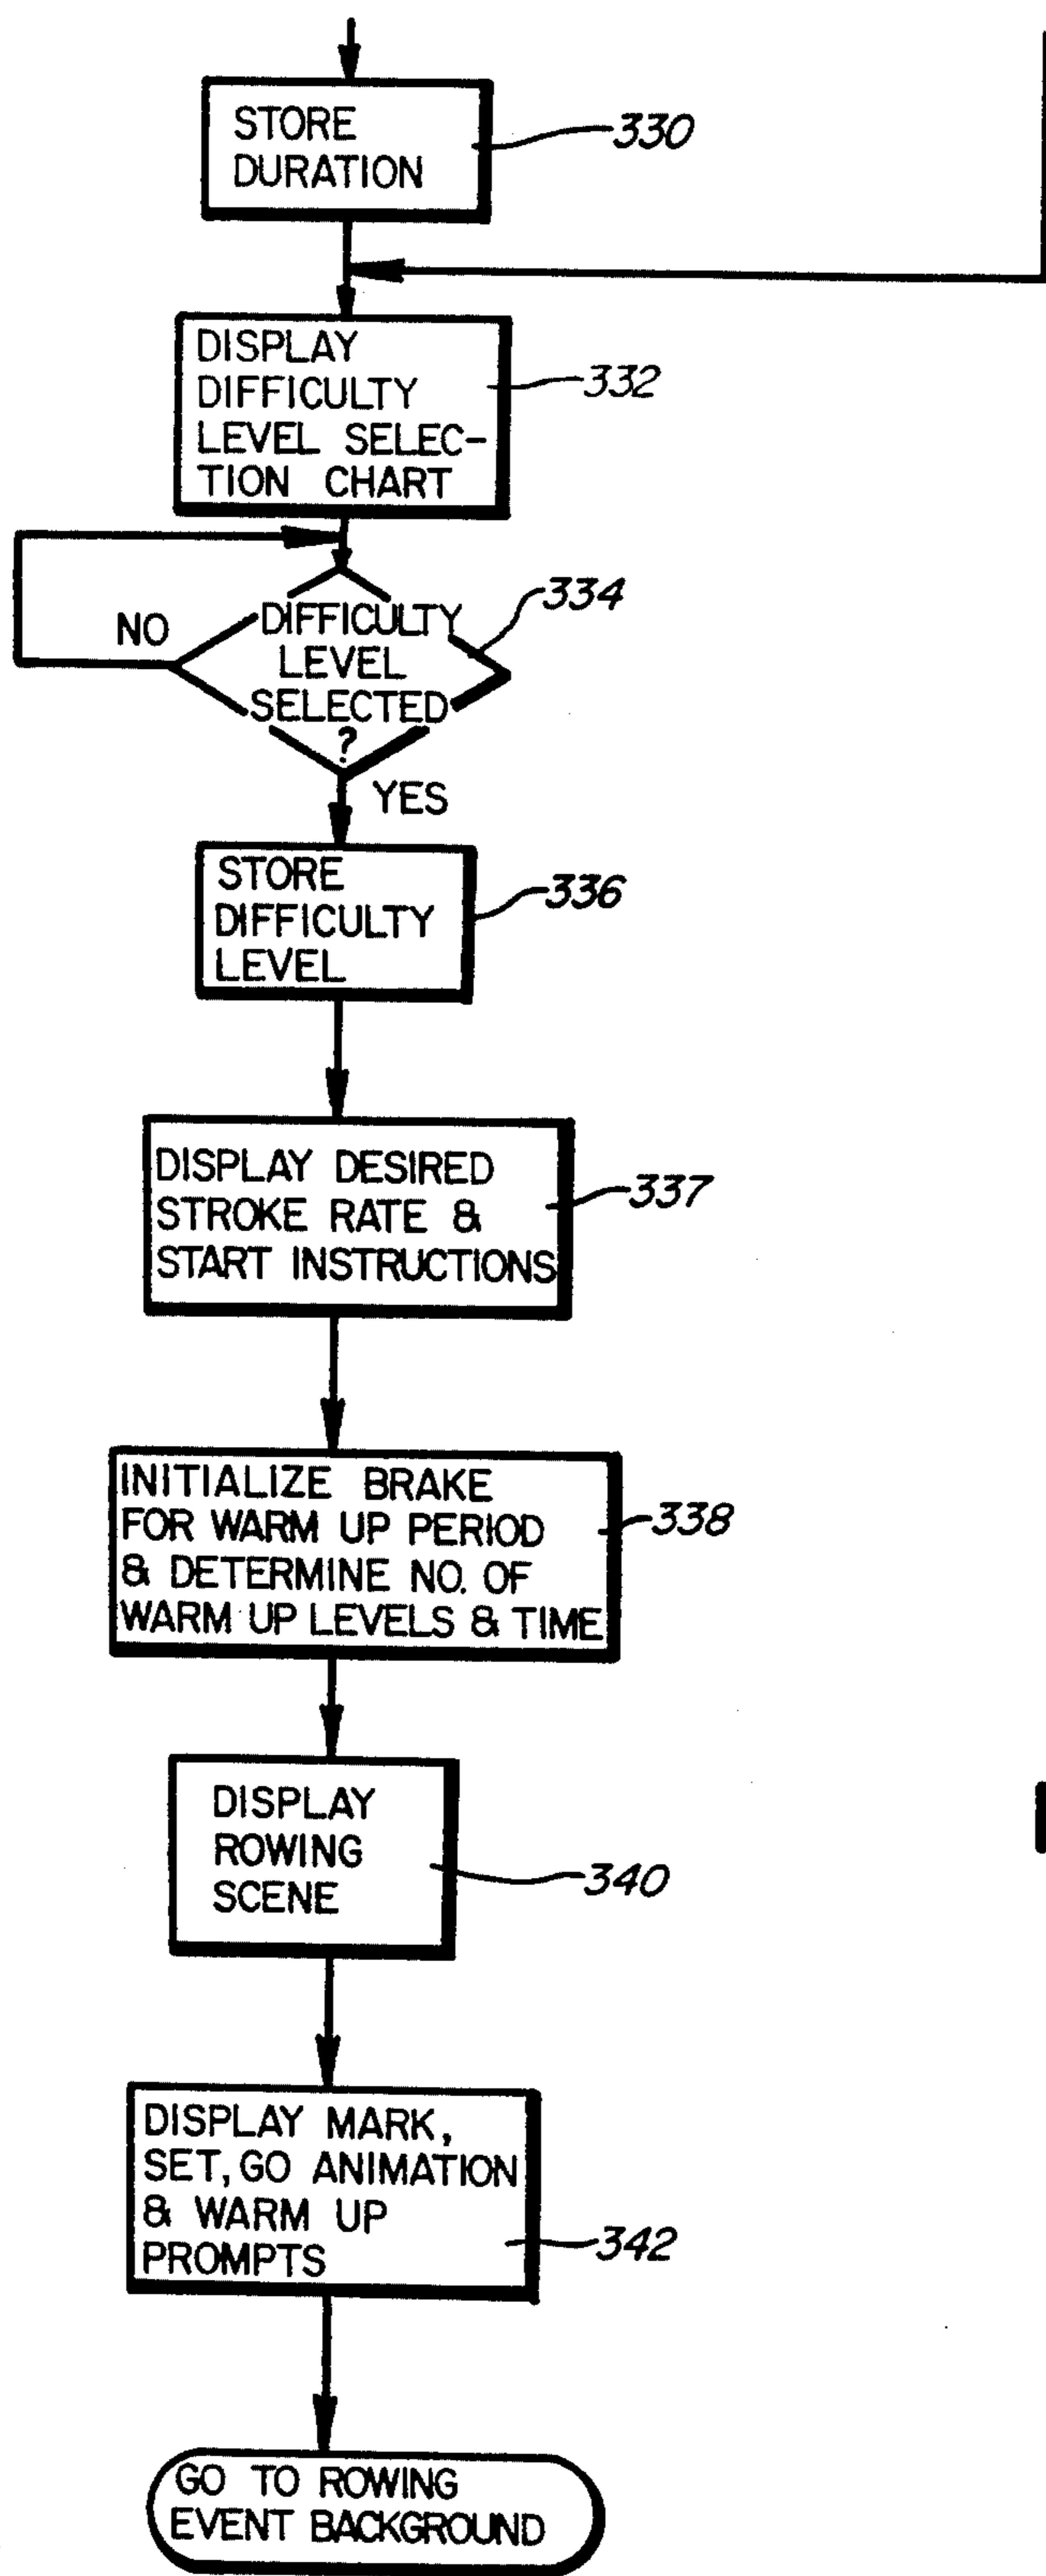 STORE
DURATION
330
DISPLAY
DIFFICULTY
LEVEL SELEC-
TION CHART
332
NO
DIFFICULTY
LEVEL
SELECTED
?
334
YES
STORE
DIFFICULTY
LEVEL
336
DISPLAY DESIRED
STROKE RATE &
START INSTRUCTIONS
337
INITIALIZE BRAKE
FOR WARM UP PERIOD
& DETERMINE NO. OF
WARM UP LEVELS & TIME
338
DISPLAY
ROWING
SCENE
340
DISPLAY MARK,
SET, GO ANIMATION
& WARM UP
PROMPTS
342
GO TO ROWING
EVENT BACKGROUND